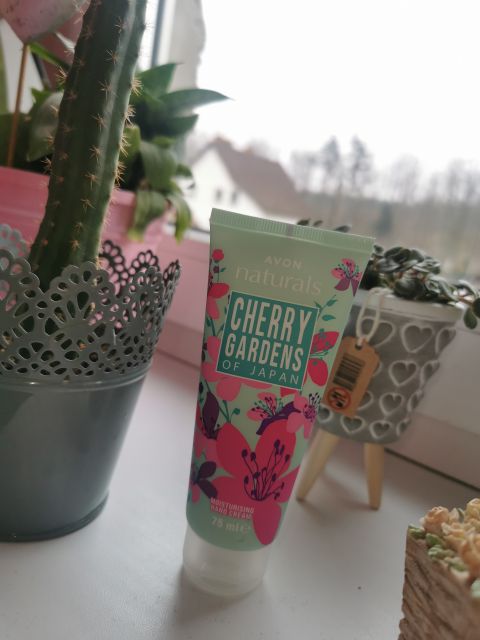 AVON
naturals
CHERRY
GARDENS
OF JAPAN
MOISTURISING
HAND CREAM
75 ml ℮